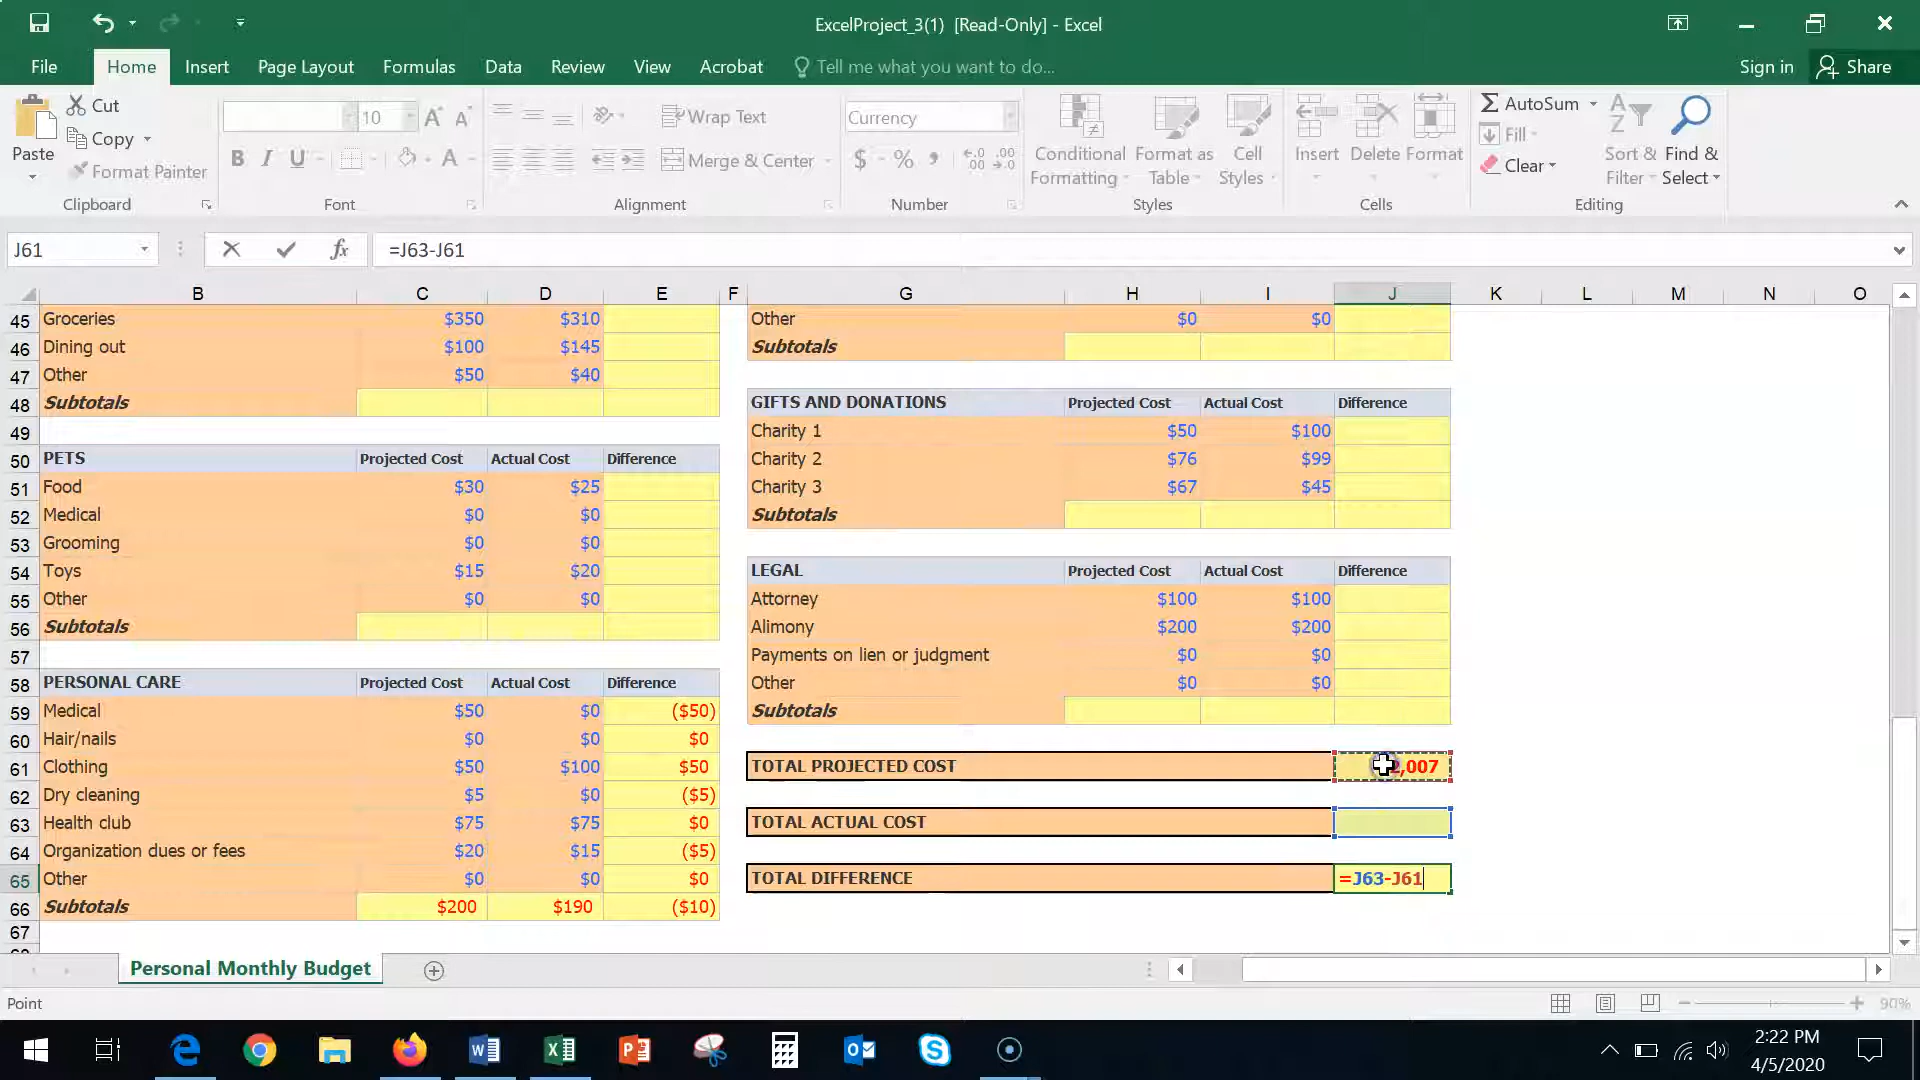 ExcelProject_3(1) [Read-Only] - Excel
File Home Insert Page Layout Formulas Data Review View Acrobat Tell me what you want to do... Sign in Share
Paste Cut Copy Format Painter Clipboard
10 B I U Font
Wrap Text Merge & Center Alignment
Currency $ % , .0 .00 Number
Conditional Formatting Format as Table Cell Styles Styles
Insert Delete Format Cells
AutoSum Fill Clear Sort & Filter Find & Select Editing
J61 fx =J63-J61
B C D E F G H I J K L M N O
45 Groceries $350 $310 Other $0 $0
46 Dining out $100 $145 Subtotals
47 Other $50 $40
48 Subtotals GIFTS AND DONATIONS Projected Cost Actual Cost Difference
49 Charity 1 $50 $100
50 PETS Projected Cost Actual Cost Difference Charity 2 $76 $99
51 Food $30 $25 Charity 3 $67 $45
52 Medical $0 $0 Subtotals
53 Grooming $0 $0
54 Toys $15 $20 LEGAL Projected Cost Actual Cost Difference
55 Other $0 $0 Attorney $100 $100
56 Subtotals Alimony $200 $200
57 Payments on lien or judgment $0 $0
58 PERSONAL CARE Projected Cost Actual Cost Difference Other $0 $0
59 Medical $50 $0 ($50) Subtotals
60 Hair/nails $0 $0 $0
61 Clothing $50 $100 $50 TOTAL PROJECTED COST ,007
62 Dry cleaning $5 $0 ($5)
63 Health club $75 $75 $0 TOTAL ACTUAL COST
64 Organization dues or fees $20 $15 ($5)
65 Other $0 $0 $0 TOTAL DIFFERENCE =J63-J61
66 Subtotals $200 $190 ($10)
67
Personal Monthly Budget
Point 90%
2:22 PM
4/5/2020